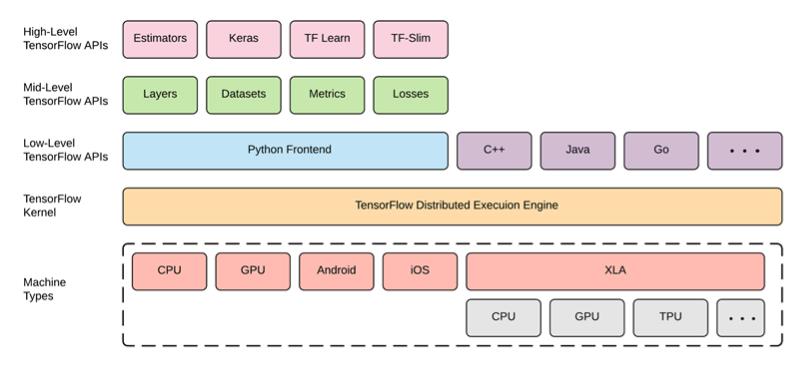 High-Level
TensorFlow APIs
Estimators
Keras
TF Learn
TF-Slim
Mid-Level
TensorFlow APIs
Layers
Datasets
Metrics
Losses
Low-Level
TensorFlow APIs
Python Frontend
C++
Java
Go
• • •
TensorFlow
Kernel
TensorFlow Distributed Execuion Engine
Machine
Types
CPU
GPU
Android
iOS
XLA
CPU
GPU
TPU
• • •